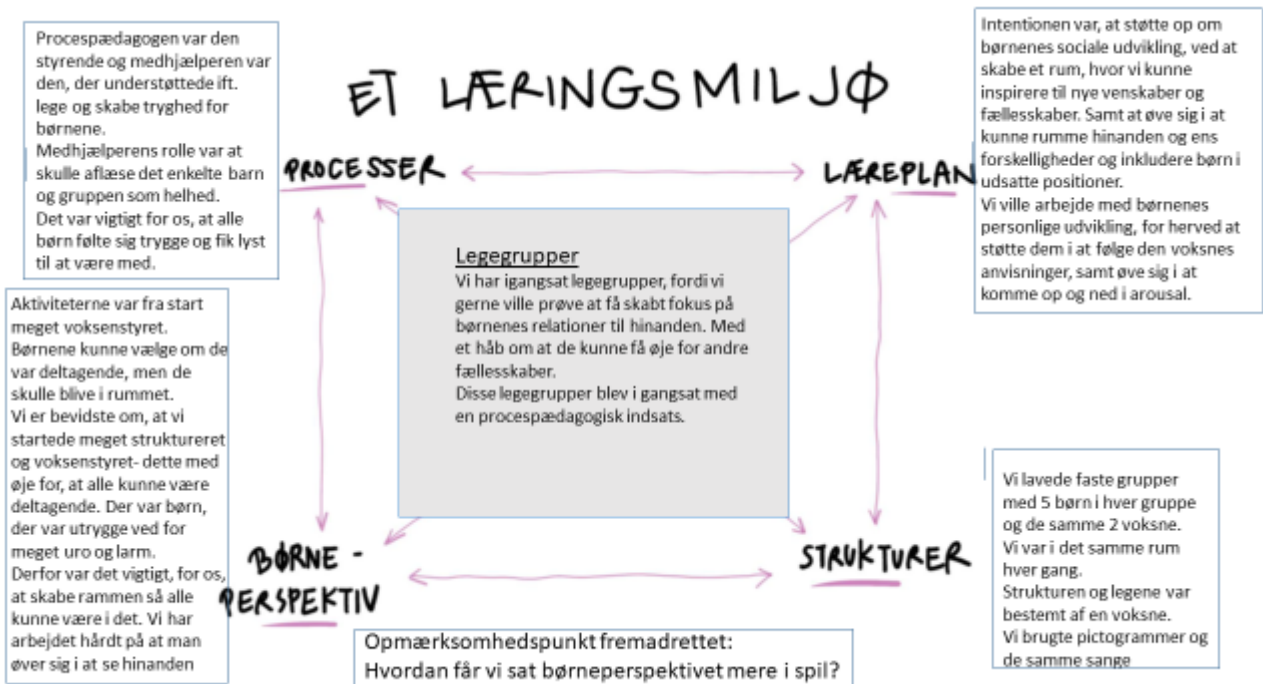 ET LÆRINGSMILJØ
Procespædagogen var den
styrende og medhjælperen var
den, der understøttede ift.
lege og skabe tryghed for
børnene.
Medhjælperens rolle var at
skulle aflæse det enkelte barn
og gruppen som helhed.
Det var vigtigt for os, at alle
børn følte sig trygge og fik lyst
til at være med.
PROCESSER
LÆREPLAN
Intentionen var, at støtte op om
børnenes sociale udvikling, ved at
skabe et rum, hvor vi kunne
inspirere til nye venskaber og
fællesskaber. Samt at øve sig i at
kunne rumme hinanden og ens
forskelligheder og inkludere børn i
udsatte positioner.
Vi ville arbejde med børnenes
personlige udvikling, for herved at
støtte dem i at følge den voksnes
anvisninger, samt øve sig i at
komme op og ned i arousal.
Legegrupper
Vi har igangsat legegrupper, fordi vi
gerne ville prøve at få skabt fokus på
børnenes relationer til hinanden. Med
et håb om at de kunne få øje for andre
fællesskaber.
Disse legegrupper blev i gangsat med
en procespædagogisk indsats.
Aktiviteterne var fra start
meget voksenstyret.
Børnene kunne vælge om de
var deltagende, men de
skulle blive i rummet.
Vi er bevidste om, at vi
startede meget struktureret
og voksenstyret- dette med
øje for, at alle kunne være
deltagende. Der var børn,
der var utrygge ved for
meget uro og larm.
Derfor var det vigtigt, for os,
at skabe rammen så alle
kunne være i det. Vi har
arbejdet hårdt på at man
øver sig i at se hinanden
BØRNE-
PERSPEKTIV
STRUKTURER
Vi lavede faste grupper
med 5 børn i hver gruppe
og de samme 2 voksne.
Vi var i det samme rum
hver gang.
Strukturen og legene var
bestemt af en voksne.
Vi brugte pictogrammer og
de samme sange
Opmærksomhedspunkt fremadrettet:
Hvordan får vi sat børneperspektivet mere i spil?